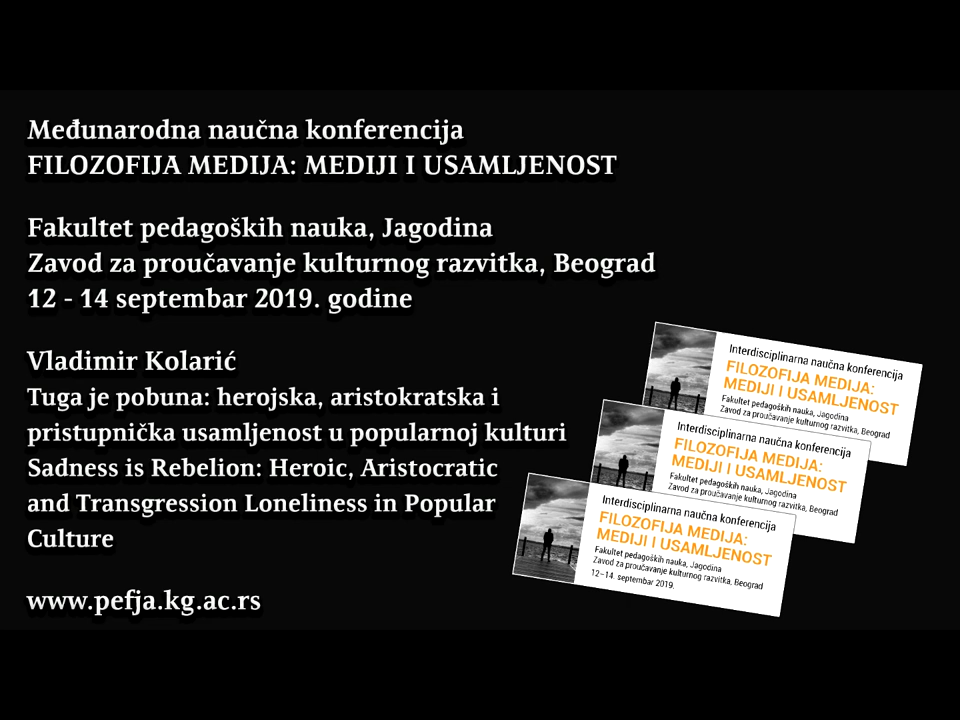 Međunarodna naučna konferencija
FILOZOFIJA MEDIJA: MEDIJI I USAMLJENOST
Fakultet pedagoških nauka, Jagodina
Zavod za proučavanje kulturnog razvitka, Beograd
12 - 14 septembar 2019. godine
Vladimir Kolarić
Tuga je pobuna: herojska, aristokratska i
pristupnička usamljenost u popularnoj kulturi
Sadness is Rebelion: Heroic, Aristocratic
and Transgression Loneliness in Popular
Culture
www.pefja.kg.ac.rs
Interdisciplinarna naučna konferencija
FILOZOFIJA MEDIJA:
MEDIJI I USAMLJENOST
Fakultet pedagoških nauka, Jagodina
Zavod za proučavanje kulturnog razvitka, Beograd
Interdisciplinarna naučna konferencija
FILOZOFIJA MEDIJA:
MEDIJI I USAMLJENOST
Fakultet pedagoških nauka, Jagodina
Zavod za proučavanje kulturnog razvitka, Beograd
Interdisciplinarna naučna konferencija
FILOZOFIJA MEDIJA:
MEDIJI I USAMLJENOST
Fakultet pedagoških nauka, Jagodina
Zavod za proučavanje kulturnog razvitka, Beograd
12–14. septembar 2019.